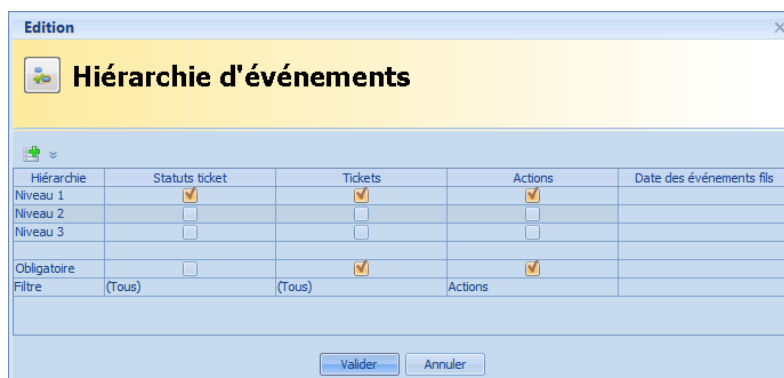 Edition
Hiérarchie d'événements
Hiérarchie Statuts ticket Tickets Actions Date des événements fils
Niveau 1
Niveau 2
Niveau 3
Obligatoire
Filtre (Tous) (Tous) Actions
Valider Annuler